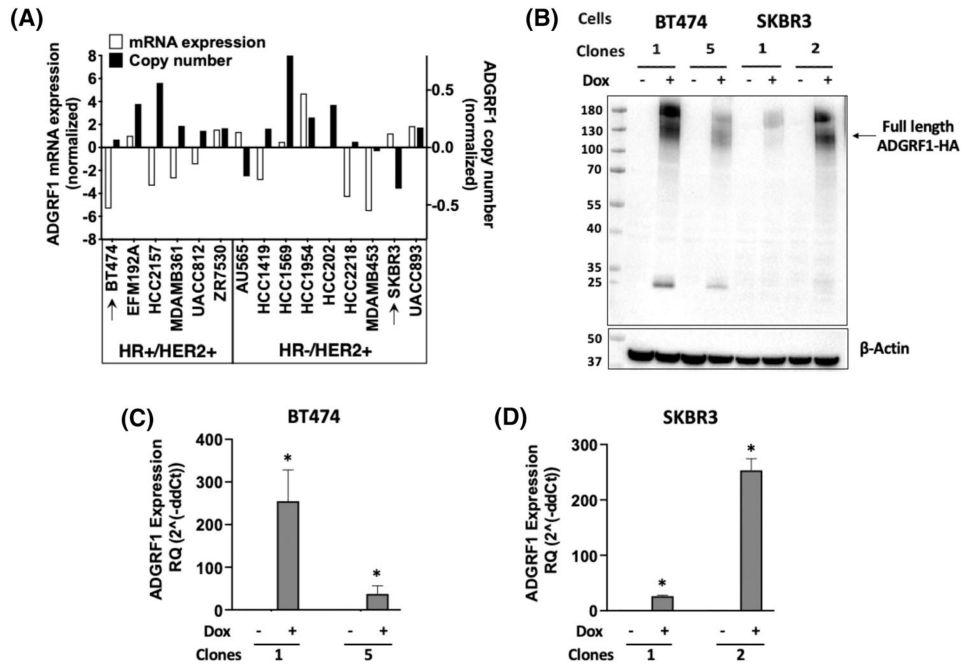 (A)
mRNA expression
Copy number
ADGRF1 mRNA expression
(normalized)
8
6
4
2
0
-2
-4
-6
-8
0.5
0.0
-0.5
ADGRF1 copy number
(normalized)
→ BT474
EFM192A
HCC2157
MDAMB361
UACC812
ZR7530
AU565
HCC1419
HCC1569
HCC1954
HCC202
HCC2218
MDAMB453
→ SKBR3
UACC893
HR+/HER2+
HR-/HER2+
(B)
Cells BT474 SKBR3
Clones 1 5 1 2
Dox - + - + - + - +
180
130
100
70
55
35
25
50
37
Full length
ADGRF1-HA
β-Actin
(C)
BT474
ADGRF1 Expression
RQ (2^(-ddCt))
400
300
200
100
0
* *
Dox - + - +
Clones 1 5
(D)
SKBR3
ADGRF1 Expression
RQ (2^(-ddCt))
300
200
100
0
* *
Dox - + - +
Clones 1 2